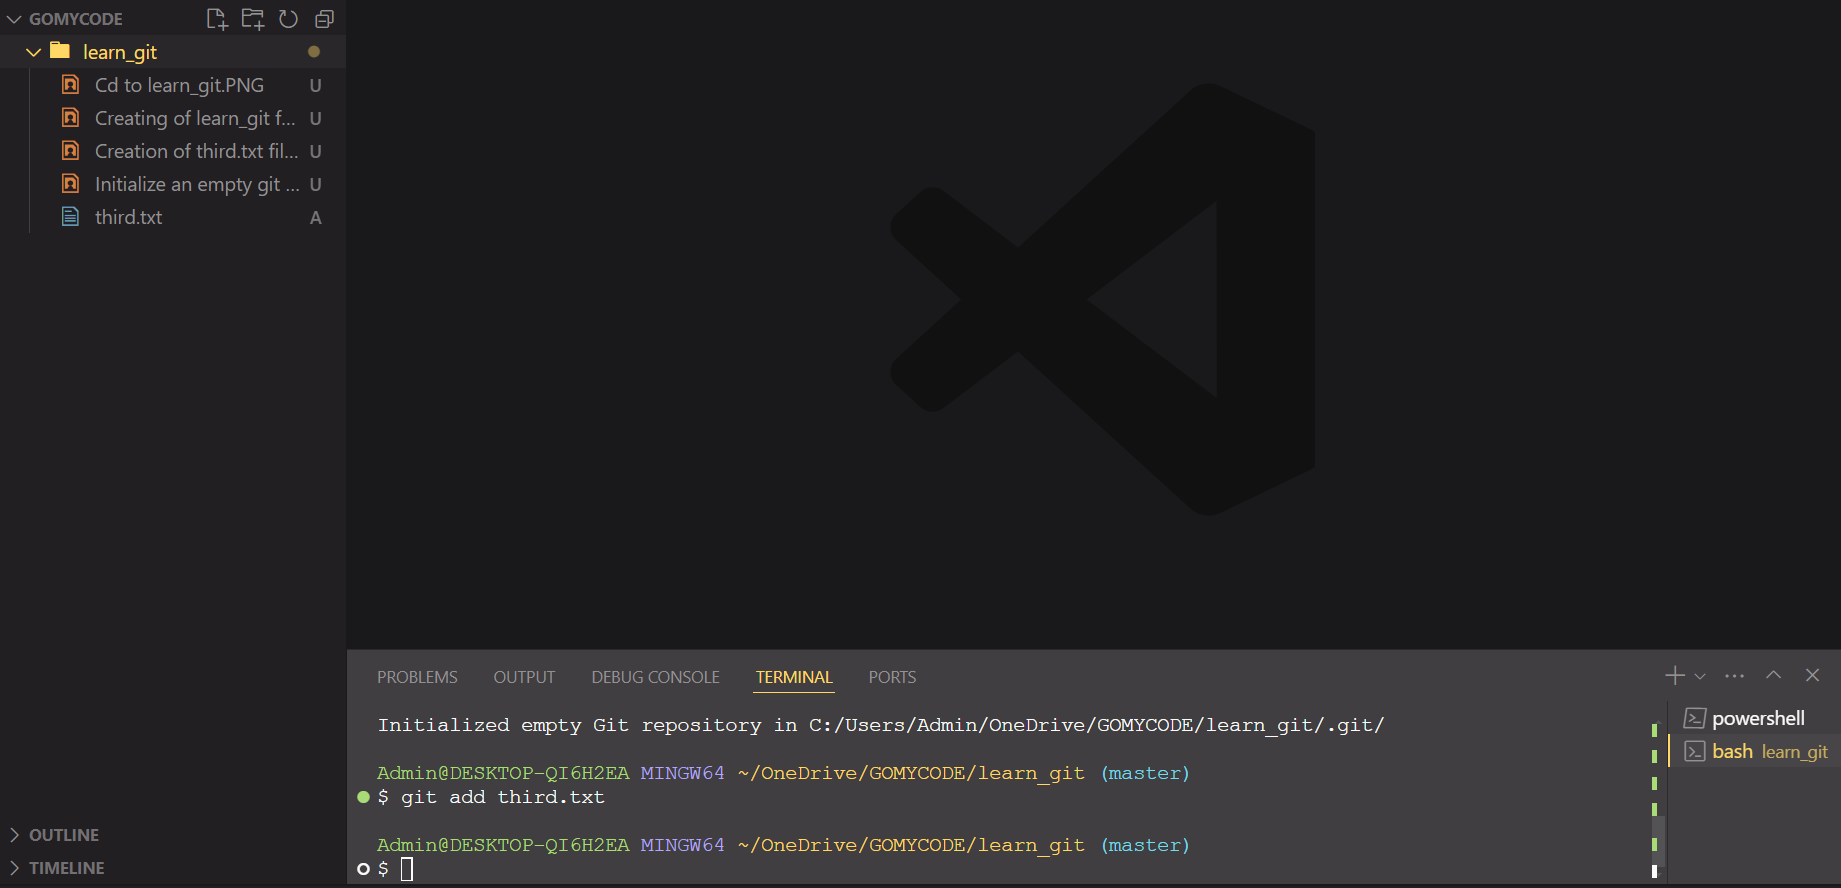 GOMYCODE
learn_git
Cd to learn_git.PNG U
Creating of learn_git f... U
Creation of third.txt fil... U
Initialize an empty git ... U
third.txt A
OUTLINE
TIMELINE
PROBLEMS OUTPUT DEBUG CONSOLE TERMINAL PORTS
Initialized empty Git repository in C:/Users/Admin/OneDrive/GOMYCODE/learn_git/.git/
Admin@DESKTOP-QI6H2EA MINGW64 ~/OneDrive/GOMYCODE/learn_git (master)
$ git add third.txt
Admin@DESKTOP-QI6H2EA MINGW64 ~/OneDrive/GOMYCODE/learn_git (master)
$
powershell
bash learn_git